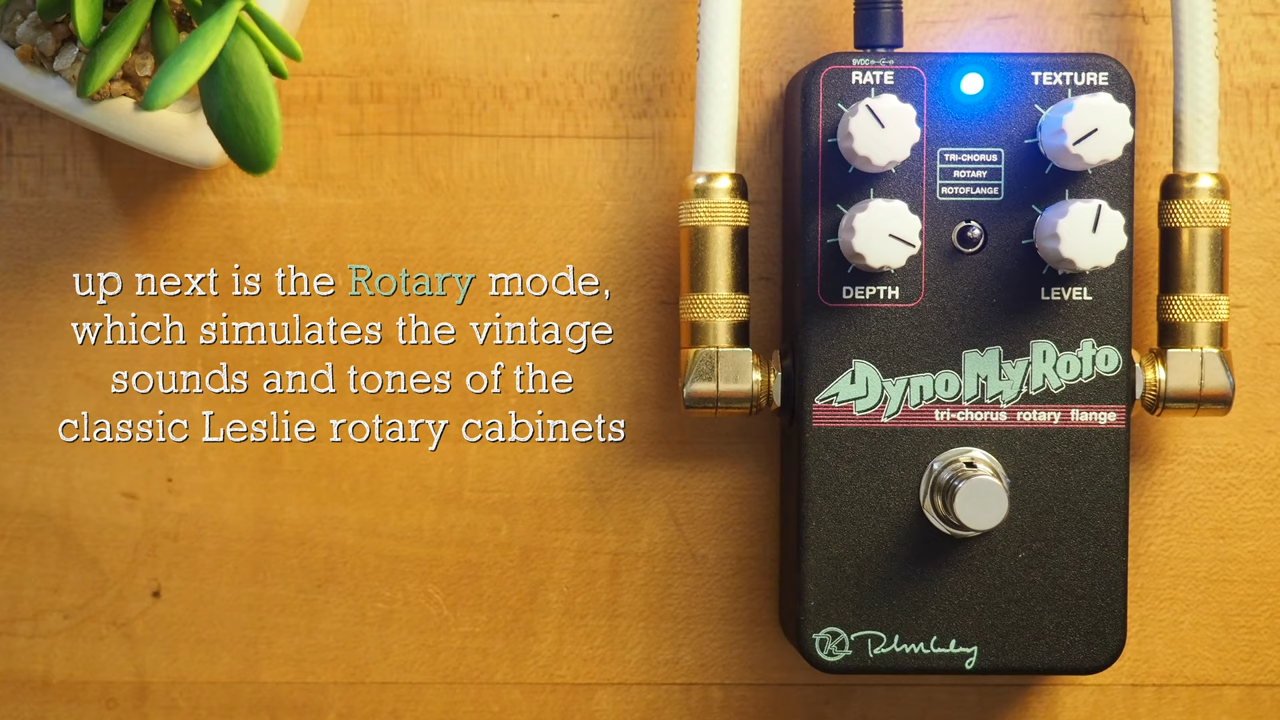 up next is the Rotary mode,
which simulates the vintage
sounds and tones of the
classic Leslie rotary cabinets
9VDC
RATE
TEXTURE
TRI-CHORUS
ROTARY
ROTOFLANGE
DEPTH
LEVEL
DynoMyRoto
tri-chorus rotary flange
K